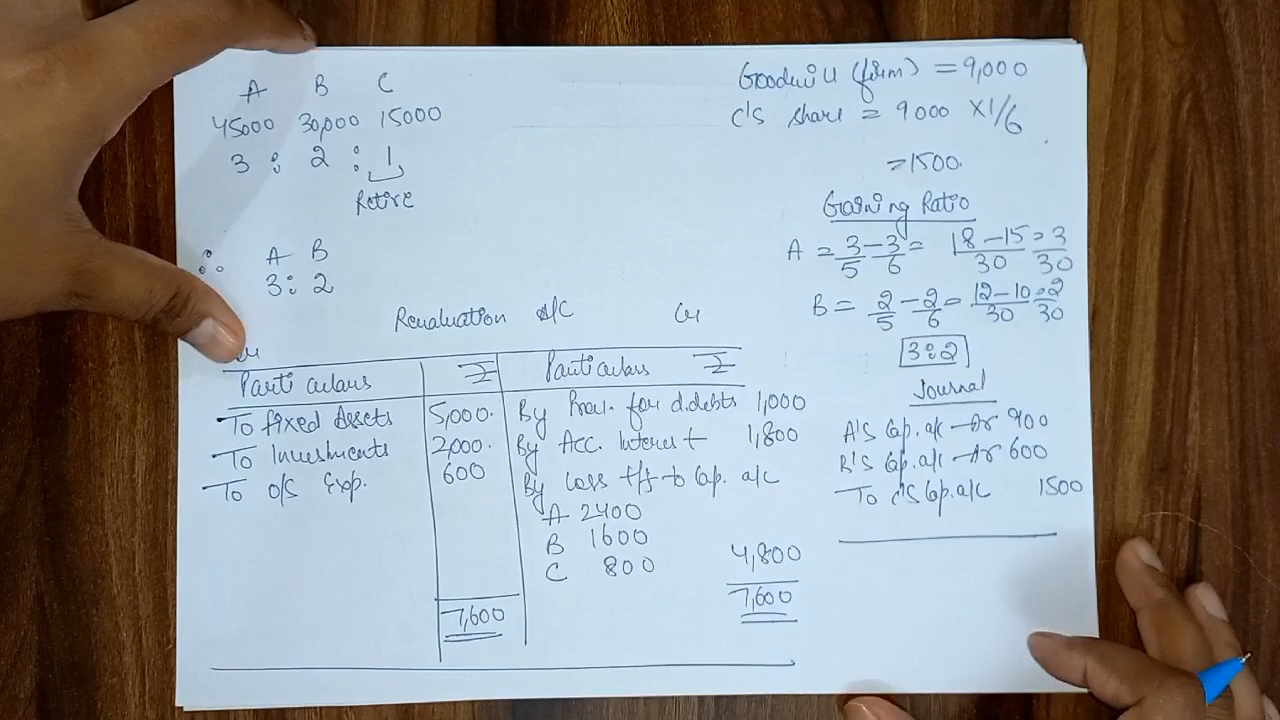 A B C
45000 30,000 15000
3 : 2 : 1
Retire
∴ A B
3 : 2
Goodwill (firm) = 9,000
C's share = 9000 × 1/6
= 1500.
Gaining Ratio
A = 3/5 - 3/6 = 18-15/30 = 3/30
B = 2/5 - 2/6 = 12-10/30 = 2/30
3:2
Journal
A's Cap. a/c Dr 900
B's Cap. a/c Dr 600
To C's Cap. a/c 1500
Revaluation A/C Cr
Particulars ₹ Particulars ₹
To Fixed Assets 5,000. By Prov. for d.debts 1,000
To Investments 2,000. By Acc. Interest 1,800
To O/S Exp. 600 By Loss t/f to Cap. a/c
A 2400
B 1600
C 800 4,800
7,600 7,600